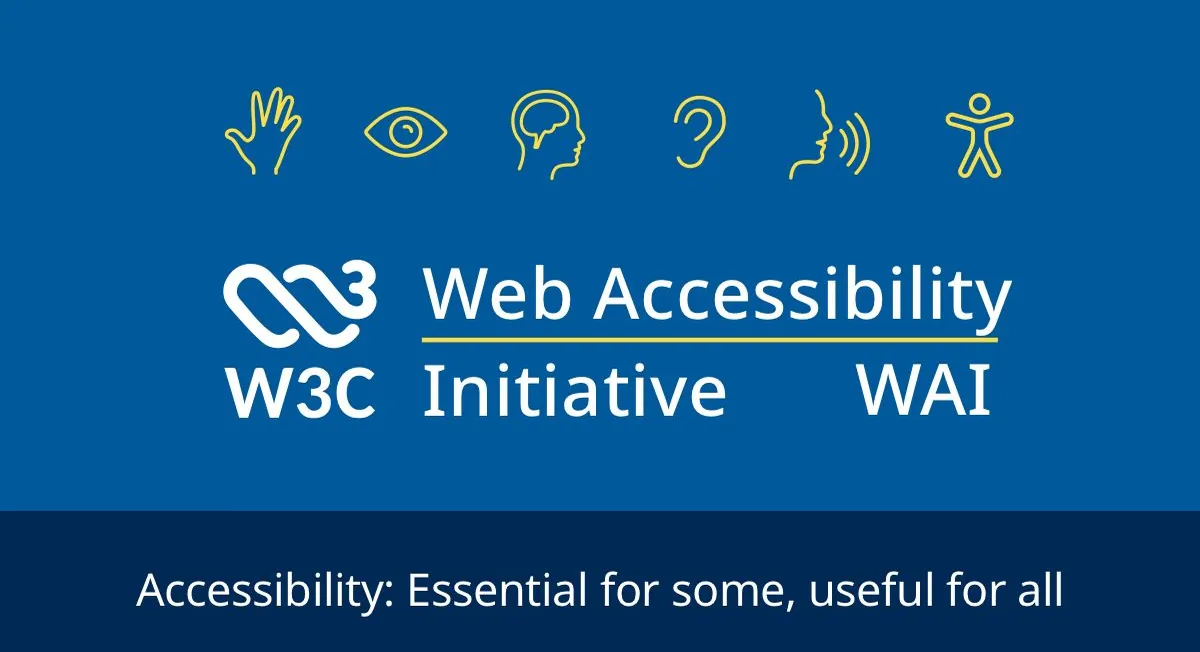 W3C
Web Accessibility
Initiative WAI
Accessibility: Essential for some, useful for all